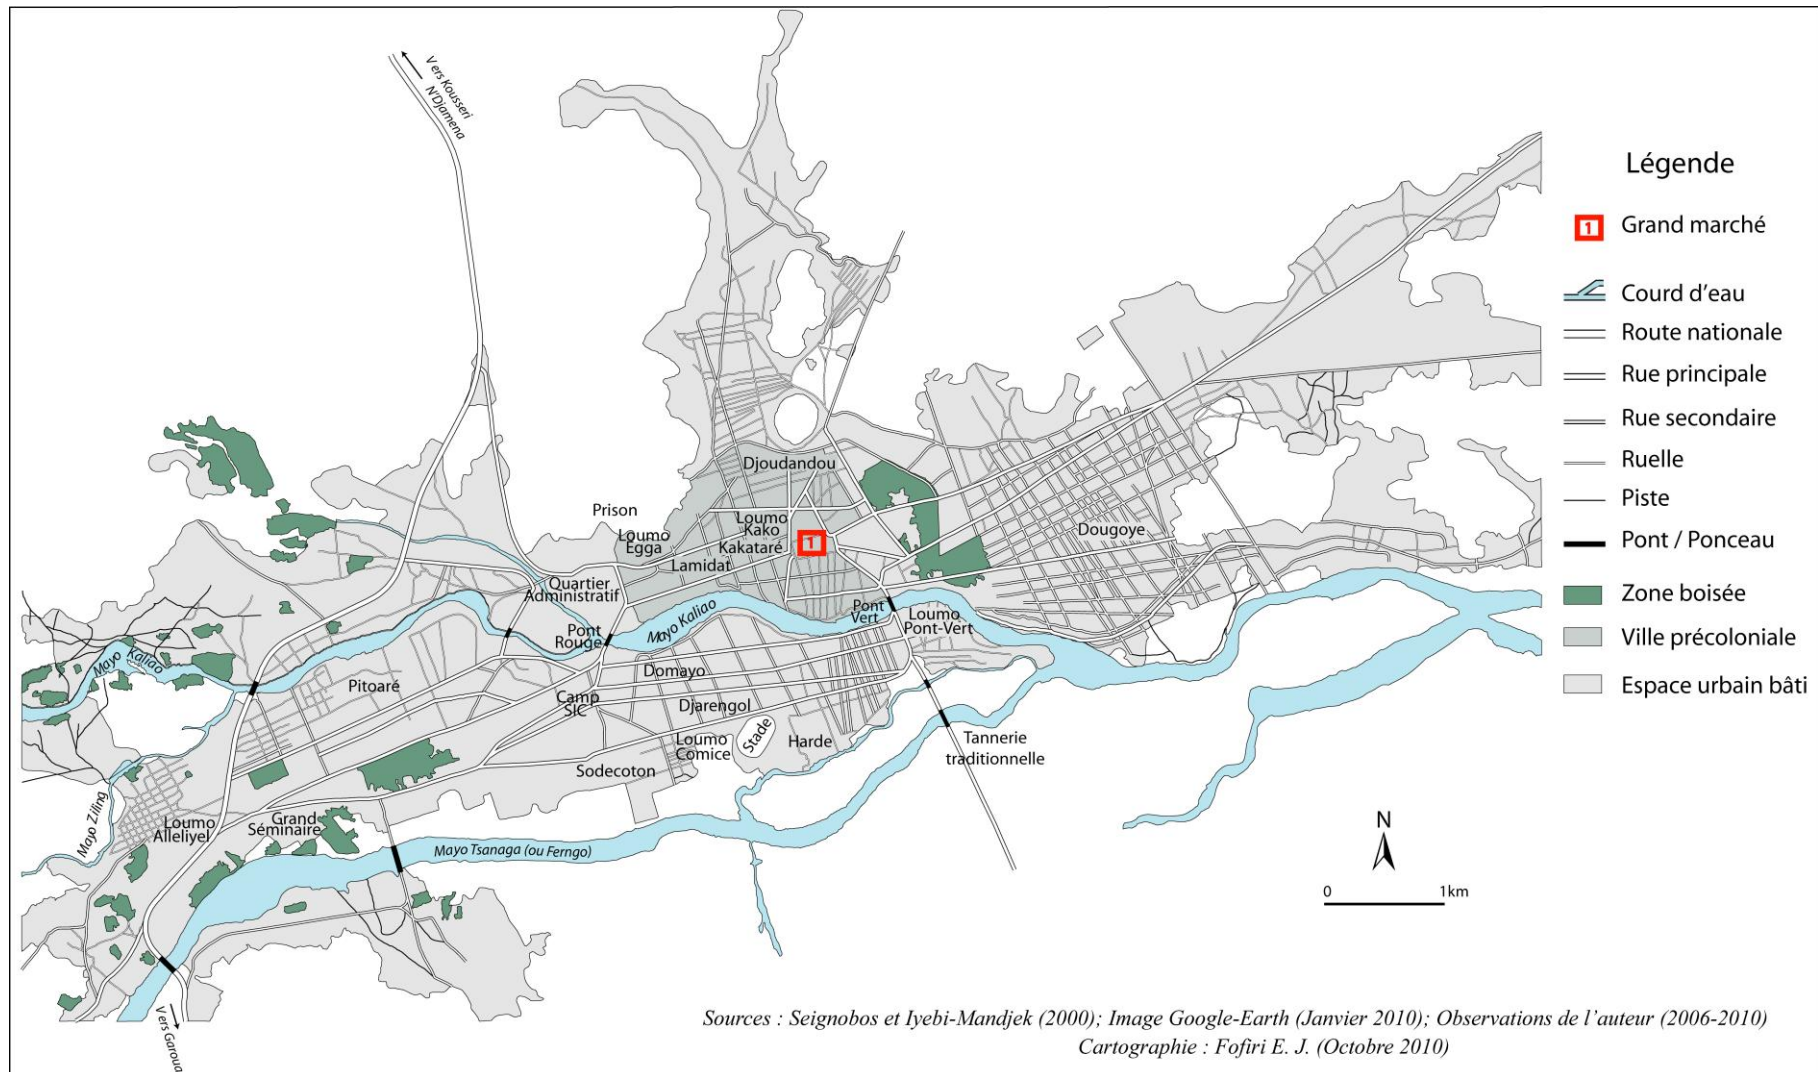 Vers Kousseri
N'Djamena
Légende
1
Grand marché
Courd d'eau
Route nationale
Rue principale
Rue secondaire
Ruelle
Piste
Pont / Ponceau
Zone boisée
Ville précoloniale
Espace urbain bâti
Djoudandou
Prison
Loumo
Egga
Loumo
Kako
Kakataré
1
Lamidat
Dougoye
Quartier
Administratif
Pont
Rouge
Mayo Kaliao
Pont
Vert
Loumo
Pont-Vert
Mayo Kaliao
Pitoaré
Domayo
Camp
SIC
Djarengol
Stade
Loumo
Comice
Harde
Sodecoton
Tannerie
traditionnelle
Mayo Ziling
Loumo
Alleliyel
Grand
Séminaire
Mayo Tsanaga (ou Ferngo)
N
0 1km
Vers Garoua
Sources : Seignobos et Iyebi-Mandjek (2000); Image Google-Earth (Janvier 2010); Observations de l'auteur (2006-2010)
Cartographie : Fofiri E. J. (Octobre 2010)